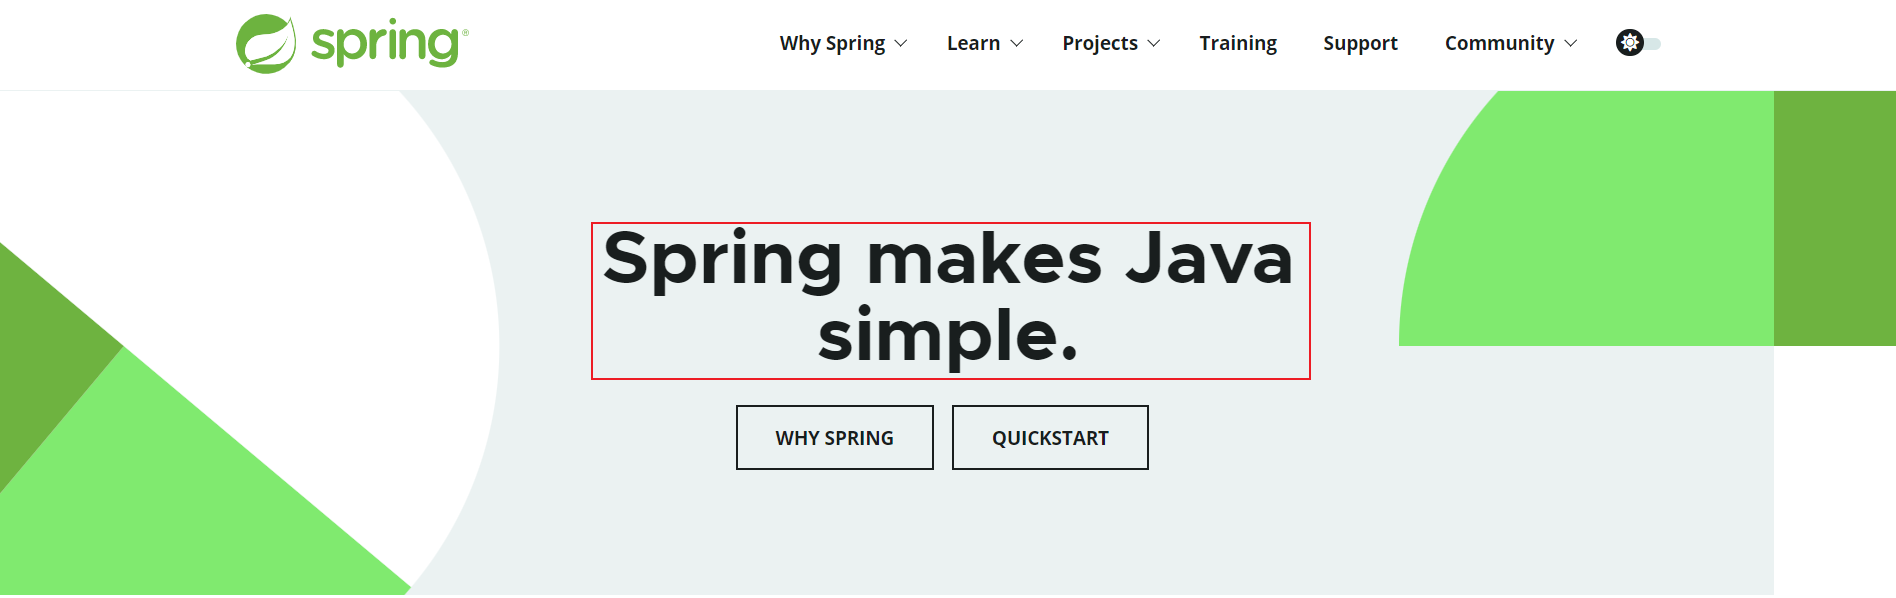 spring®
Why Spring
Learn
Projects
Training
Support
Community
Spring makes Java
simple.
WHY SPRING
QUICKSTART